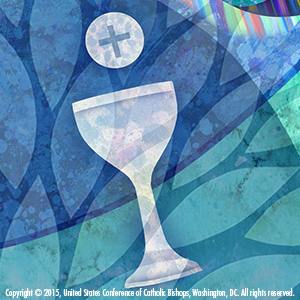 Copyright © 2015, United States Conference of Catholic Bishops, Washington, DC. All rights reserved.